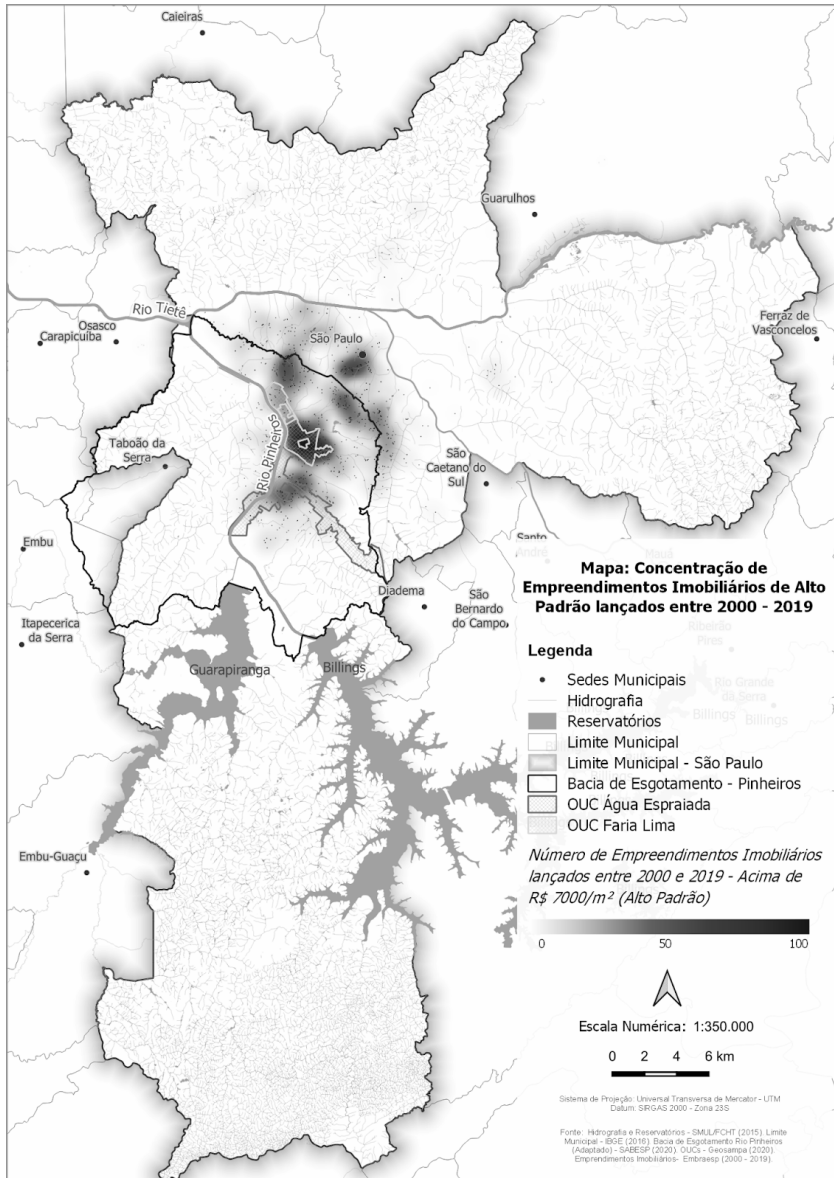 Caieiras
Guarulhos
Rio Tietê
Osasco
Carapicuíba
São Paulo
Ferraz de
Vasconcelos
Taboão da
Serra
Rio Pinheiros
São
Caetano do
Sul
Embu
Santo
André
Mauá
Diadema
São
Bernardo
do Campo
Itapecerica
da Serra
Guarapiranga
Billings
Embu-Guaçu
Mapa: Concentração de
Empreendimentos Imobiliários de Alto
Padrão lançados entre 2000 - 2019
Ribeirão
Pires
Legenda
Sedes Municipais
Rio Grande
da Serra
Hidrografia
Billings Billings
Reservatórios
Limite Municipal
Limite Municipal - São Paulo
Bacia de Esgotamento - Pinheiros
OUC Água Espraiada
OUC Faria Lima
Número de Empreendimentos Imobiliários
lançados entre 2000 e 2019 - Acima de
R$ 7000/m² (Alto Padrão)
0 50 100
Escala Numérica: 1:350.000
0 2 4 6 km
Sistema de Projeção: Universal Transversa de Mercator - UTM
Datum: SIRGAS 2000 - Zona 23S
Fonte: Hidrografia e Reservatórios - SMUL/FCHT (2015). Limite
Municipal - IBGE (2016). Bacia de Esgotamento Rio Pinheiros
(Adaptado) - SABESP (2020). OUCs - Geosampa (2020).
Emprendimentos Imobiliários- Embraesp (2000 - 2019).